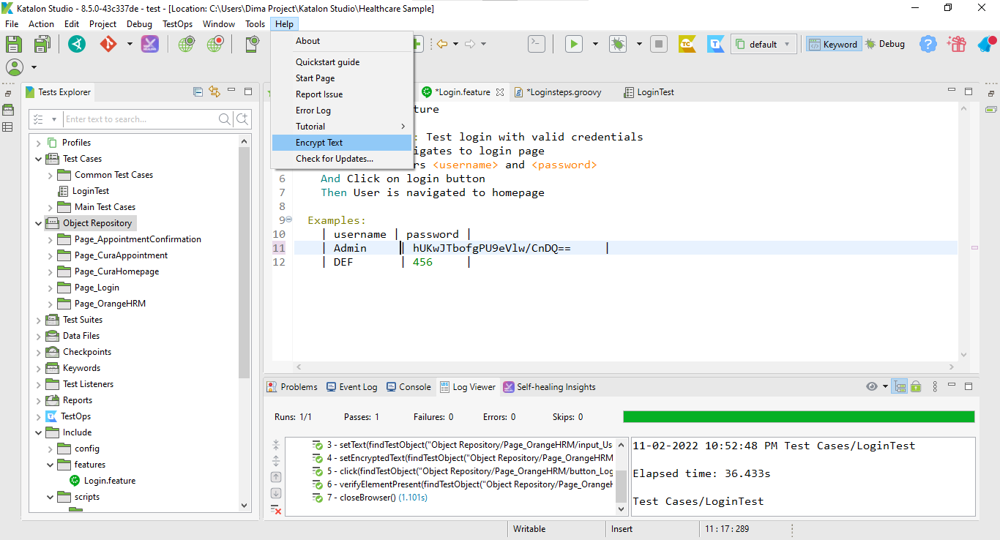 Katalon Studio - 8.5.0-43c337de - test - [Location: C:\Users\Dima Project\Katalon Studio\Healthcare Sample]
File Action Edit Project Debug TestOps Window Tools Help
About
Quickstart guide
Start Page
Report Issue
Error Log
Tutorial
Encrypt Text
Check for Updates...
TC
default
Keyword
Debug
Tests Explorer
Enter text to search...
Profiles
Test Cases
Common Test Cases
LoginTest
Main Test Cases
Object Repository
Page_AppointmentConfirmation
Page_CuraAppointment
Page_CuraHomepage
Page_Login
Page_OrangeHRM
Test Suites
Data Files
Checkpoints
Keywords
Test Listeners
Reports
TestOps
Include
config
features
Login.feature
scripts
*Login.feature
*Loginsteps.groovy
LoginTest
ture
: Test login with valid credentials
igates to login page
rs <username> and <password>
6 And Click on login button
7 Then User is navigated to homepage
8
9 Examples:
10 | username | password |
11 | Admin | hUKwJTbofgPU9eVlw/CnDQ== |
12 | DEF | 456 |
Problems Event Log Console Log Viewer Self-healing Insights
Runs: 1/1 Passes: 1 Failures: 0 Errors: 0 Skips: 0
3 - setText(findTestObject("Object Repository/Page_OrangeHRM/input_Us
4 - setEncryptedText(findTestObject("Object Repository/Page_OrangeHRM
5 - click(findTestObject("Object Repository/Page_OrangeHRM/button_Log
6 - verifyElementPresent(findTestObject("Object Repository/Page_Orange
7 - closeBrowser() (1.101s)
11-02-2022 10:52:48 PM Test Cases/LoginTest
Elapsed time: 36.433s
Test Cases/LoginTest
Writable Insert 11 : 17 : 289